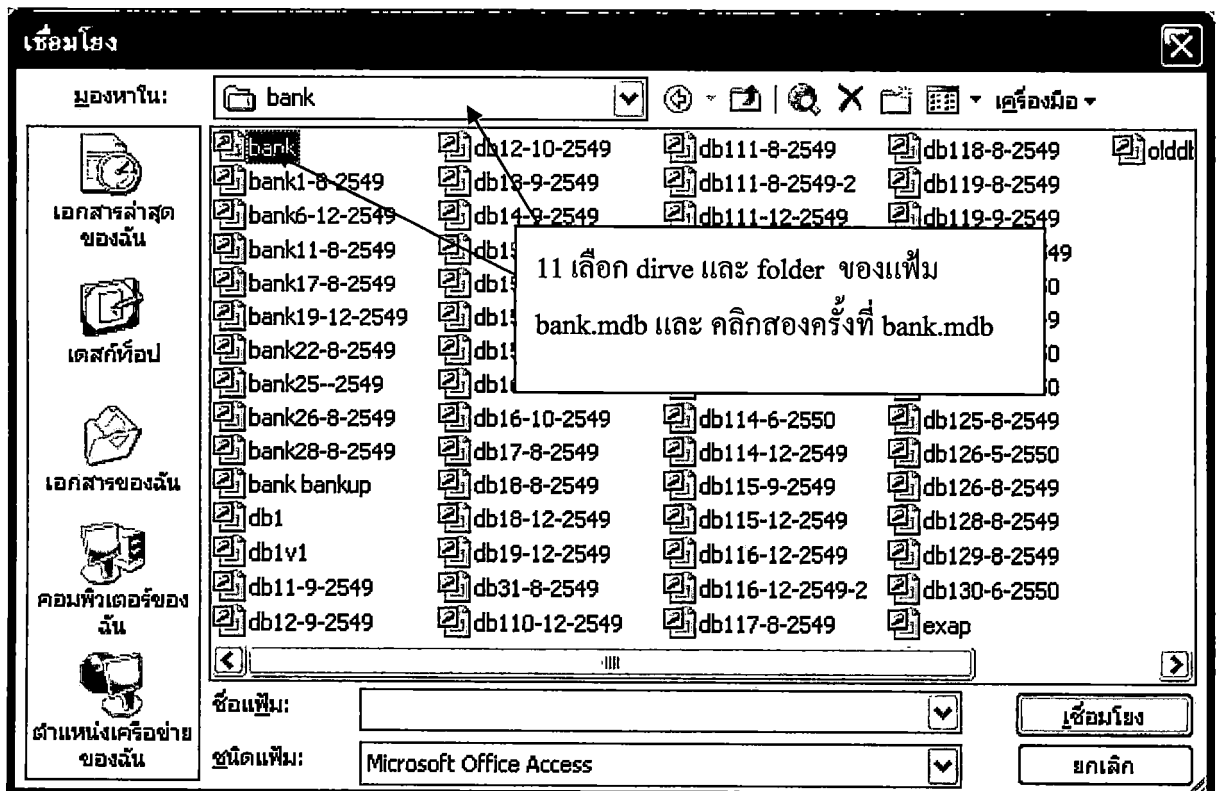 เชื่อมโยง
มองหาใน:
bank
เครื่องมือ
เอกสารล่าสุด
ของฉัน
เดสก์ท็อป
เอกสารของฉัน
คอมพิวเตอร์ของ
ฉัน
ตำแหน่งเครือข่าย
ของฉัน
bank
bank1-8-2549
bank6-12-2549
bank11-8-2549
bank17-8-2549
bank19-12-2549
bank22-8-2549
bank25--2549
bank26-8-2549
bank28-8-2549
bank bankup
db1
db1v1
db11-9-2549
db12-9-2549
db12-10-2549
db13-9-2549
db14-9-2549
db16-10-2549
db17-8-2549
db18-8-2549
db18-12-2549
db19-12-2549
db31-8-2549
db110-12-2549
db111-8-2549
db111-8-2549-2
db111-12-2549
db114-6-2550
db114-12-2549
db115-9-2549
db115-12-2549
db116-12-2549
db116-12-2549-2
db117-8-2549
db118-8-2549
db119-8-2549
db119-9-2549
db125-8-2549
db126-5-2550
db126-8-2549
db128-8-2549
db129-8-2549
db130-6-2550
exap
11 เลือก dirve และ folder ของแฟ้ม
bank.mdb และ คลิกสองครั้งที่ bank.mdb
ชื่อแฟ้ม:
เชื่อมโยง
ชนิดแฟ้ม:
Microsoft Office Access
ยกเลิก